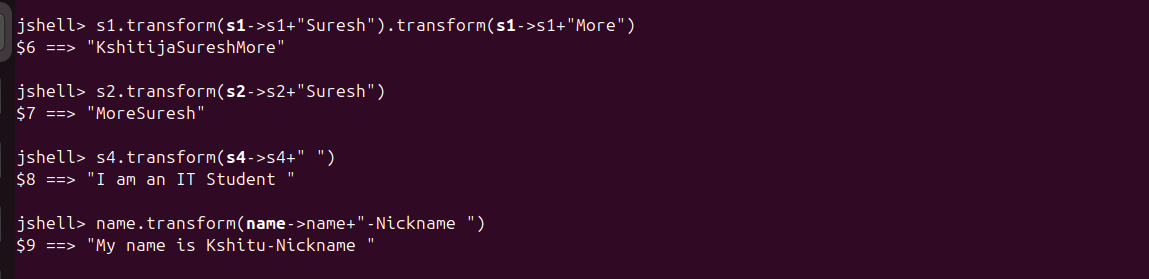 jshell> s1.transform(s1->s1+"Suresh").transform(s1->s1+"More")
$6 ==> "KshitijaSureshMore"
jshell> s2.transform(s2->s2+"Suresh")
$7 ==> "MoreSuresh"
jshell> s4.transform(s4->s4+" ")
$8 ==> "I am an IT Student "
jshell> name.transform(name->name+"-Nickname ")
$9 ==> "My name is Kshitu-Nickname "